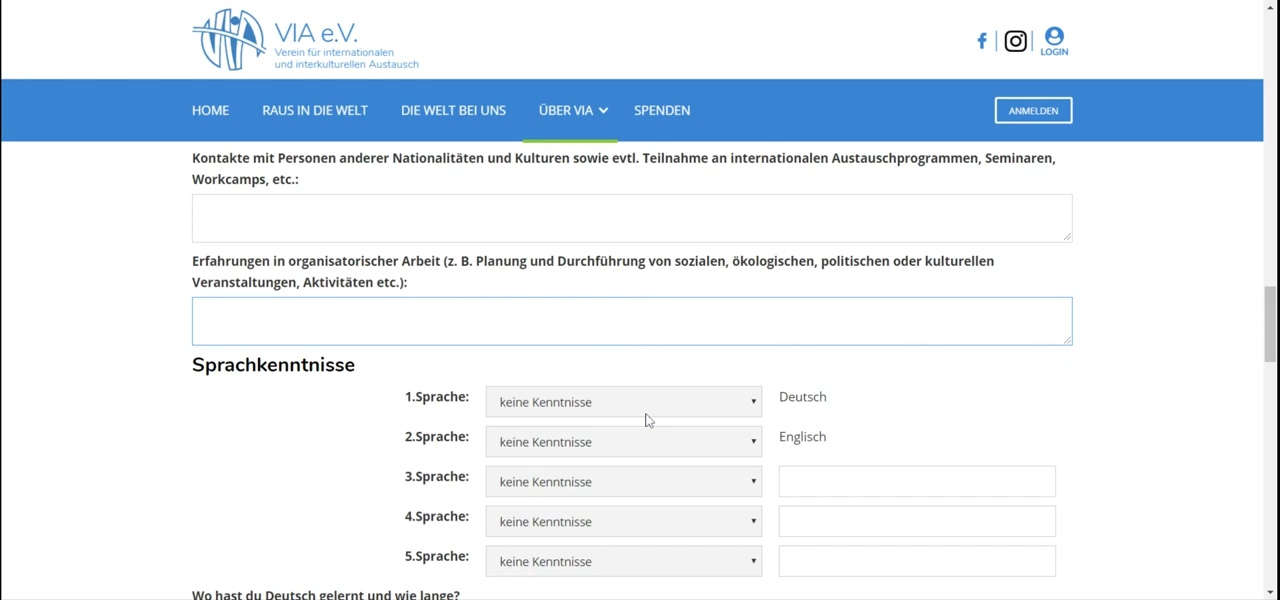 VIA e.V.
Verein für internationalen
und interkulturellen Austausch
LOGIN
HOME RAUS IN DIE WELT DIE WELT BEI UNS ÜBER VIA SPENDEN ANMELDEN
Kontakte mit Personen anderer Nationalitäten und Kulturen sowie evtl. Teilnahme an internationalen Austauschprogrammen, Seminaren,
Workcamps, etc.:
Erfahrungen in organisatorischer Arbeit (z. B. Planung und Durchführung von sozialen, ökologischen, politischen oder kulturellen
Veranstaltungen, Aktivitäten etc.):
Sprachkenntnisse
1.Sprache: keine Kenntnisse Deutsch
2.Sprache: keine Kenntnisse Englisch
3.Sprache: keine Kenntnisse
4.Sprache: keine Kenntnisse
5.Sprache: keine Kenntnisse
Wo hast du Deutsch gelernt und wie lange?